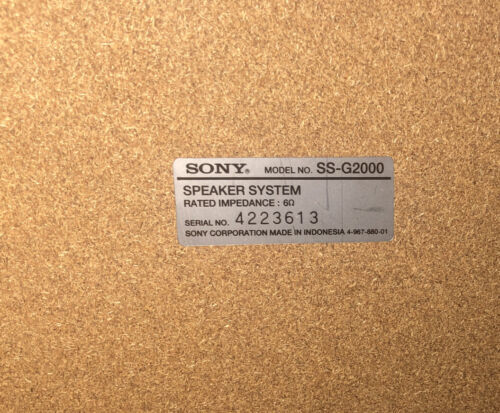 SONY® MODEL NO. SS-G2000
SPEAKER SYSTEM
RATED IMPEDANCE : 6Ω
SERIAL NO. 4223613
SONY CORPORATION MADE IN INDONESIA 4-967-680-01